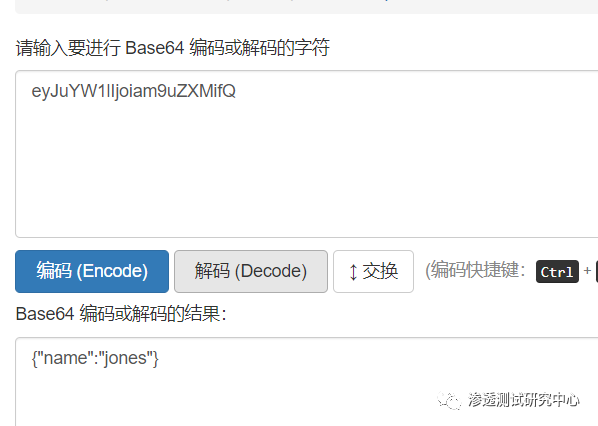 请输入要进行 Base64 编码或解码的字符
eyJuYW1lIjoiam9uZXMifQ
编码 (Encode) 解码 (Decode) ↕ 交换 (编码快捷键： Ctrl +
Base64 编码或解码的结果：
{"name":"jones"}
渗透测试研究中心